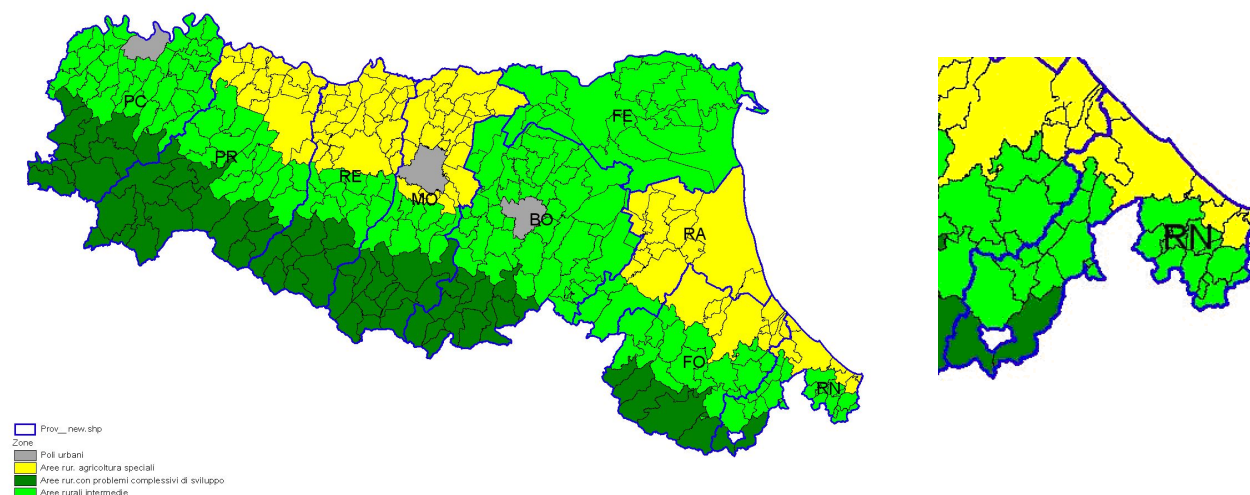 PC
PR
RE
MO
BO
FE
RA
FO
RN
RN
Prov__new.shp
Zone
Poli urbani
Aree rur. agricoltura speciali
Aree rur.con problemi complessivi di sviluppo
Aree rurali intermedie